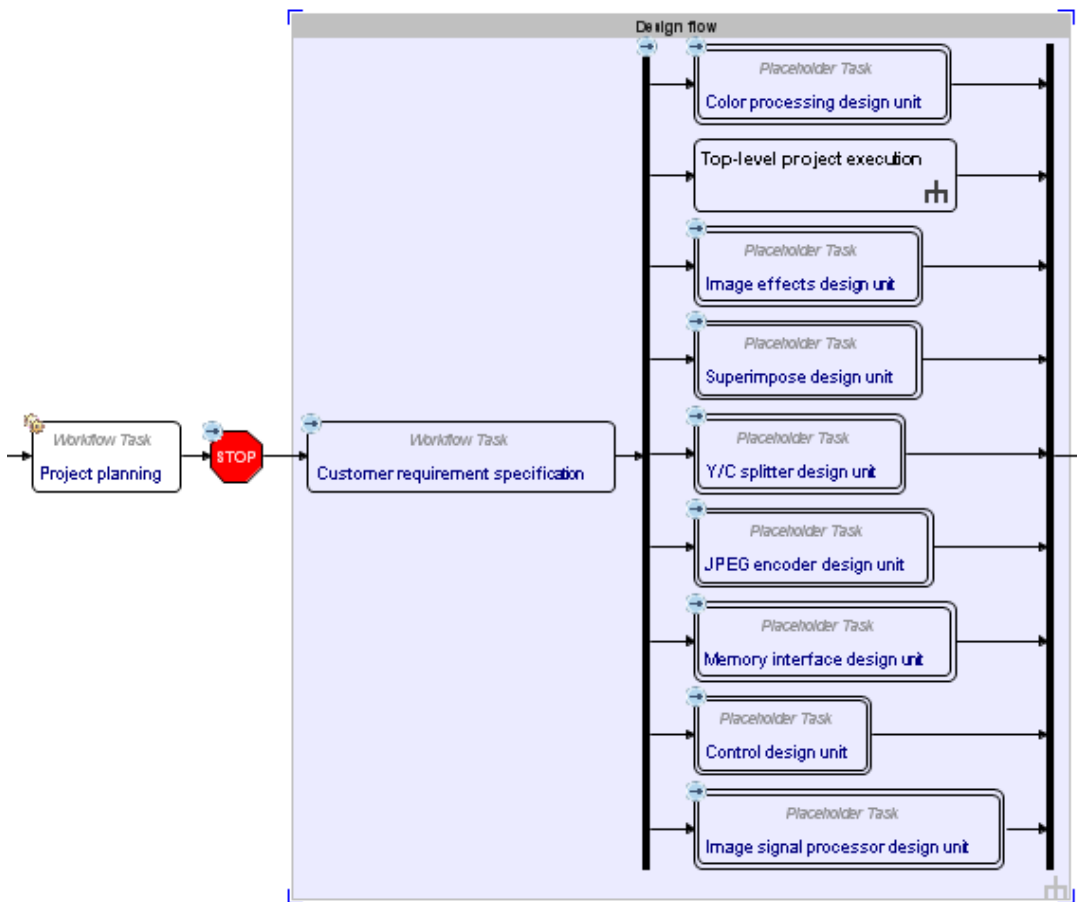 Design flow
Placeholder Task
Color processing design unit
Top-level project execution
Placeholder Task
Image effects design unit
Placeholder Task
Superimpose design unit
Workflow Task
Project planning
STOP
Workflow Task
Customer requirement specification
Placeholder Task
Y/C splitter design unit
Placeholder Task
JPEG encoder design unit
Placeholder Task
Memory interface design unit
Placeholder Task
Control design unit
Placeholder Task
Image signal processor design unit